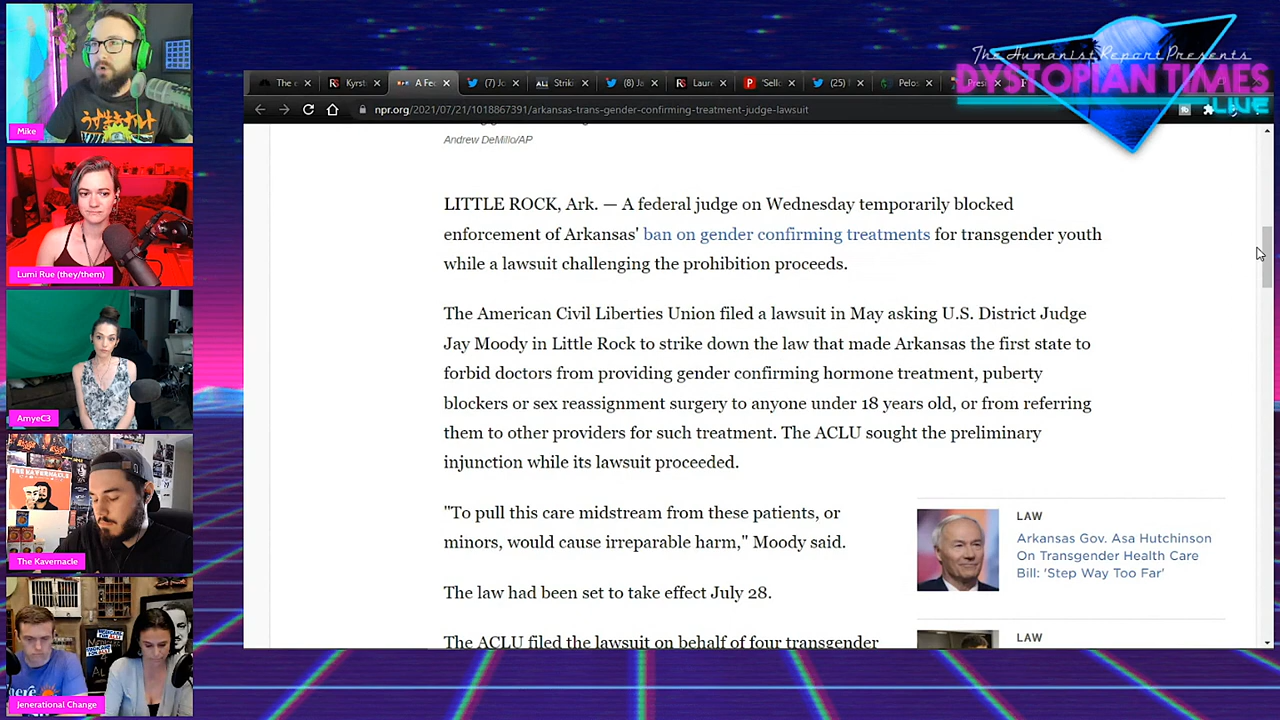 The Humanist Report Presents
DYSTOPIAN TIMES
LIVE
Mike
Lumi Rue (they/them)
AmyeC3
THE KAVERNACLE
The Kavernacle
Jenerational Change
The
Kyrst
A Fec
(7) Jo
Strik
(8) Ja
Laure
'Sello
(25)
Pelos
npr.org/2021/07/21/1018867391/arkansas-trans-gender-confirming-treatment-judge-lawsuit
Andrew DeMillo/AP
LITTLE ROCK, Ark. — A federal judge on Wednesday temporarily blocked
enforcement of Arkansas' ban on gender confirming treatments for transgender youth
while a lawsuit challenging the prohibition proceeds.
The American Civil Liberties Union filed a lawsuit in May asking U.S. District Judge
Jay Moody in Little Rock to strike down the law that made Arkansas the first state to
forbid doctors from providing gender confirming hormone treatment, puberty
blockers or sex reassignment surgery to anyone under 18 years old, or from referring
them to other providers for such treatment. The ACLU sought the preliminary
injunction while its lawsuit proceeded.
"To pull this care midstream from these patients, or
minors, would cause irreparable harm," Moody said.
The law had been set to take effect July 28.
The ACLU filed the lawsuit on behalf of four transgender
LAW
Arkansas Gov. Asa Hutchinson
On Transgender Health Care
Bill: 'Step Way Too Far'
LAW